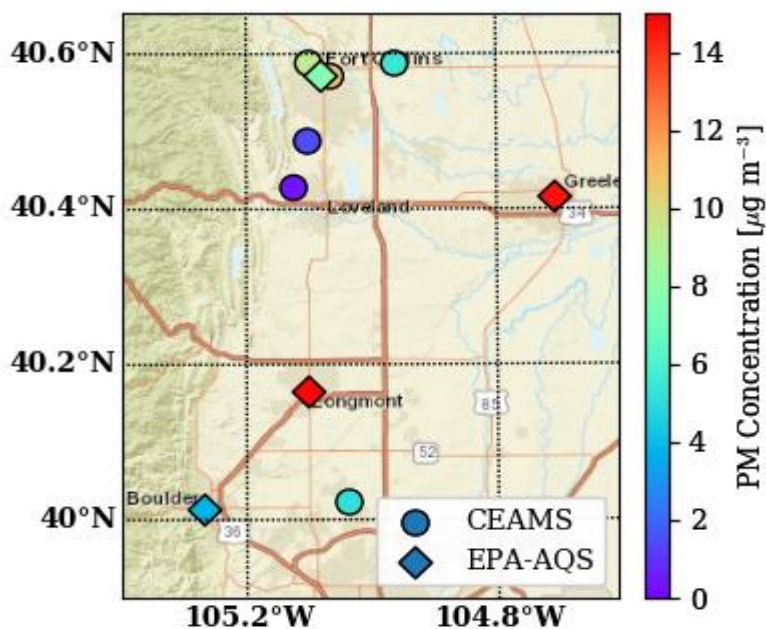 40.6°N
40.4°N
40.2°N
40°N
105.2°W
104.8°W
Fort Collins
Loveland
Greele
34
Longmont
85
52
Boulder
36
CEAMS
EPA-AQS
14
12
10
8
6
4
2
0
PM Concentration [μg m⁻³]